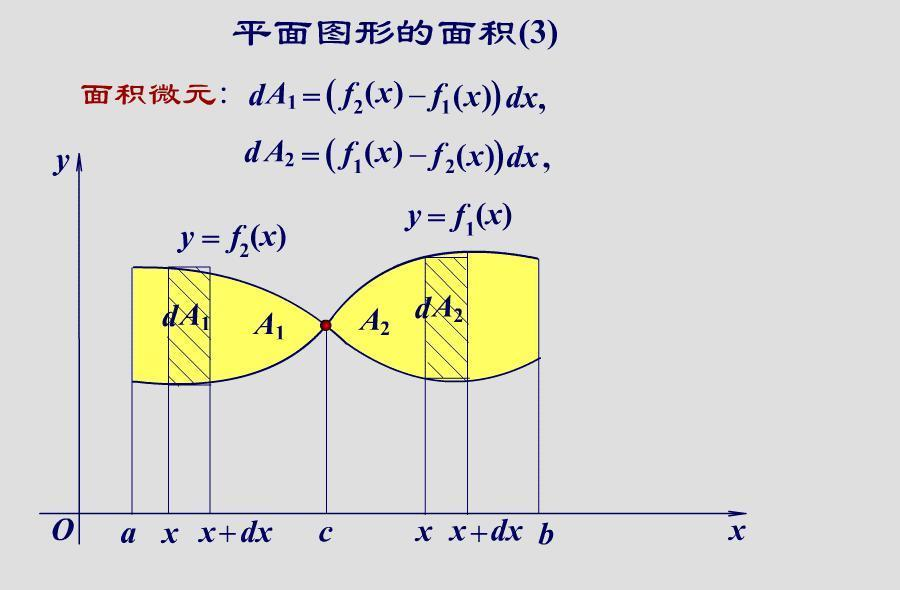 平面图形的面积(3)
面积微元: dA₁=(f₂(x)−f₁(x))dx,
dA₂=(f₁(x)−f₂(x))dx,
y
y=f₁(x)
y=f₂(x)
dA₁ A₁ A₂ dA₂
O a x x+dx c x x+dx b x